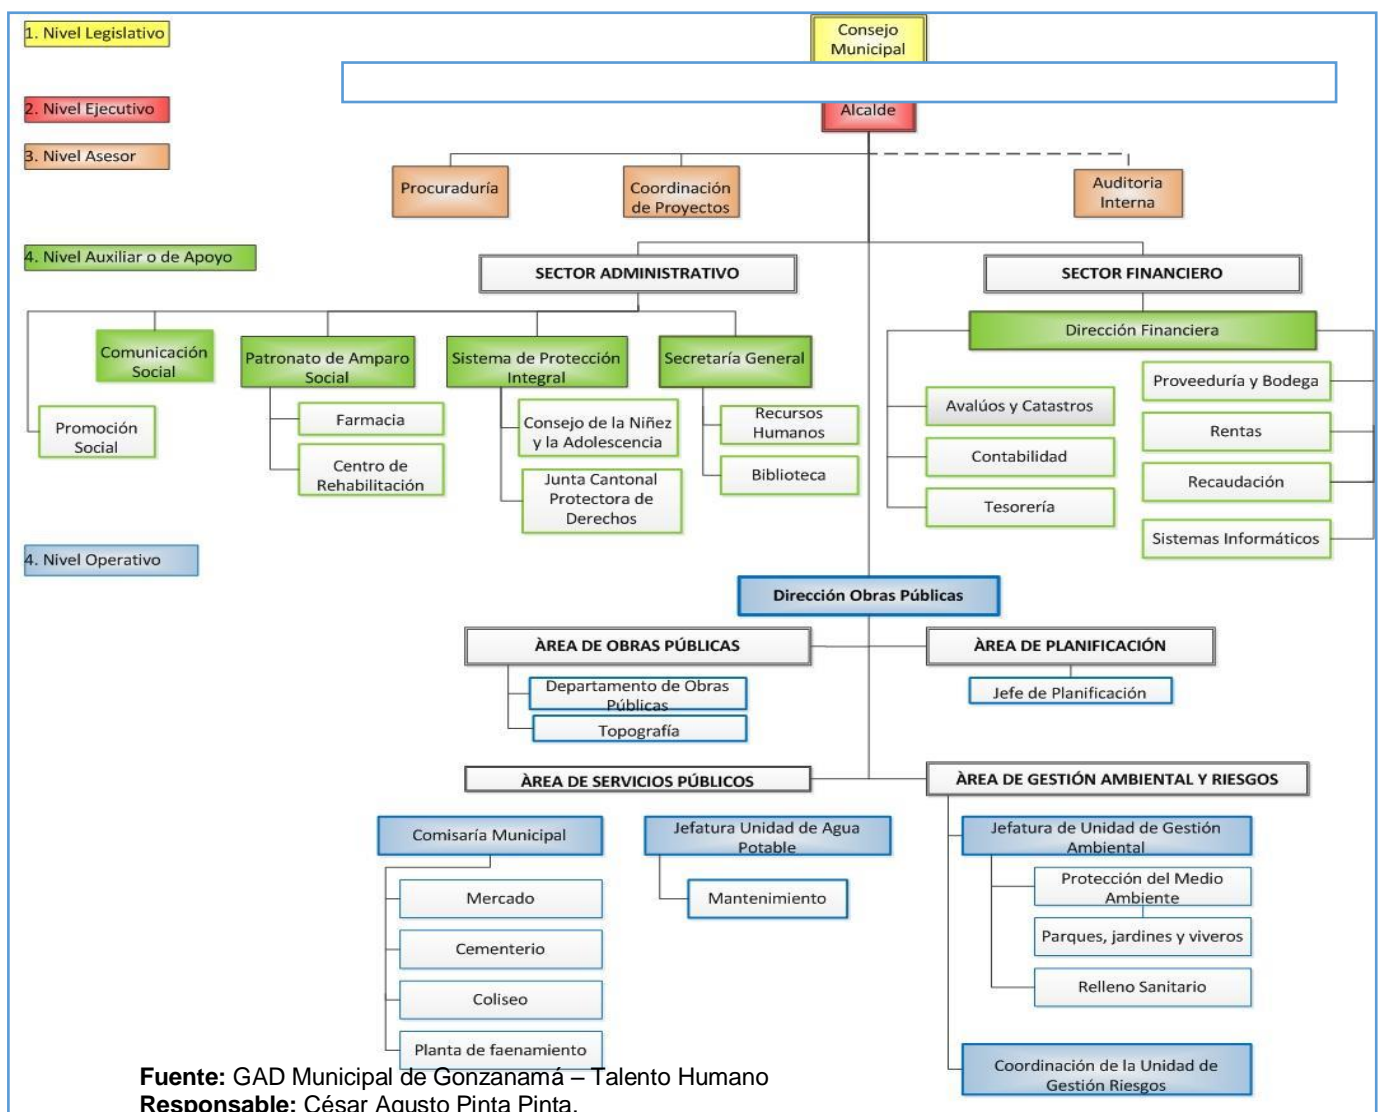 1. Nivel Legislativo
Consejo
Municipal
2. Nivel Ejecutivo
Alcalde
3. Nivel Asesor
Procuraduría
Coordinación
de Proyectos
Auditoria
Interna
4. Nivel Auxiliar o de Apoyo
SECTOR ADMINISTRATIVO
SECTOR FINANCIERO
Comunicación
Social
Patronato de Amparo
Social
Sistema de Protección
Integral
Secretaría General
Dirección Financiera
Promoción
Social
Farmacia
Centro de
Rehabilitación
Consejo de la Niñez
y la Adolescencia
Junta Cantonal
Protectora de
Derechos
Recursos
Humanos
Biblioteca
Avalúos y Catastros
Contabilidad
Tesorería
Proveeduría y Bodega
Rentas
Recaudación
Sistemas Informáticos
4. Nivel Operativo
Dirección Obras Públicas
ÀREA DE OBRAS PÚBLICAS
ÀREA DE PLANIFICACIÓN
Departamento de Obras
Públicas
Topografía
Jefe de Planificación
ÀREA DE SERVICIOS PÚBLICOS
ÀREA DE GESTIÓN AMBIENTAL Y RIESGOS
Comisaría Municipal
Mercado
Cementerio
Coliseo
Planta de faenamiento
Jefatura Unidad de Agua
Potable
Mantenimiento
Jefatura de Unidad de Gestión
Ambiental
Protección del Medio
Ambiente
Parques, jardines y viveros
Relleno Sanitario
Coordinación de la Unidad de
Gestión Riesgos
Fuente: GAD Municipal de Gonzanamá – Talento Humano
Responsable: César Agusto Pinta Pinta.